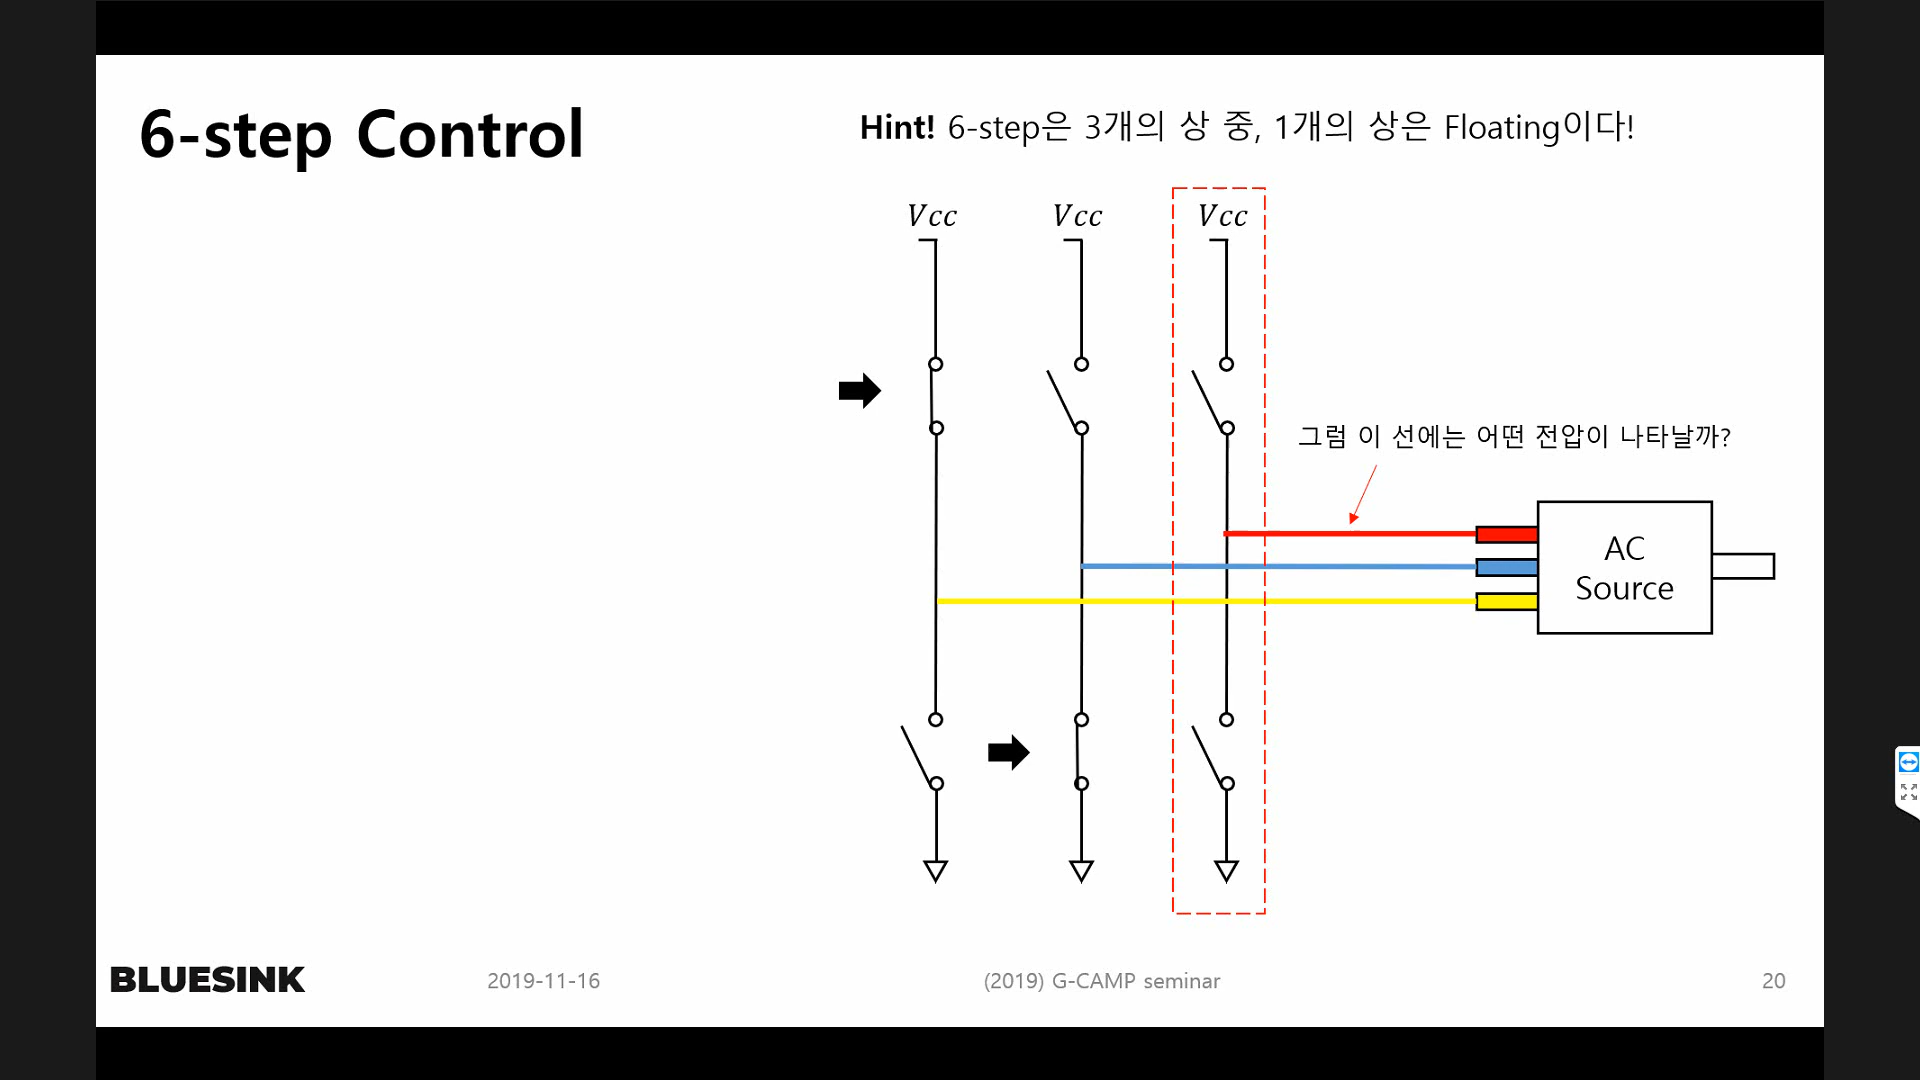 6-step Control
Hint! 6-step은 3개의 상 중, 1개의 상은 Floating이다!
Vcc Vcc Vcc
그럼 이 선에는 어떤 전압이 나타날까?
AC
Source
BLUESINK 2019-11-16 (2019) G-CAMP seminar 20